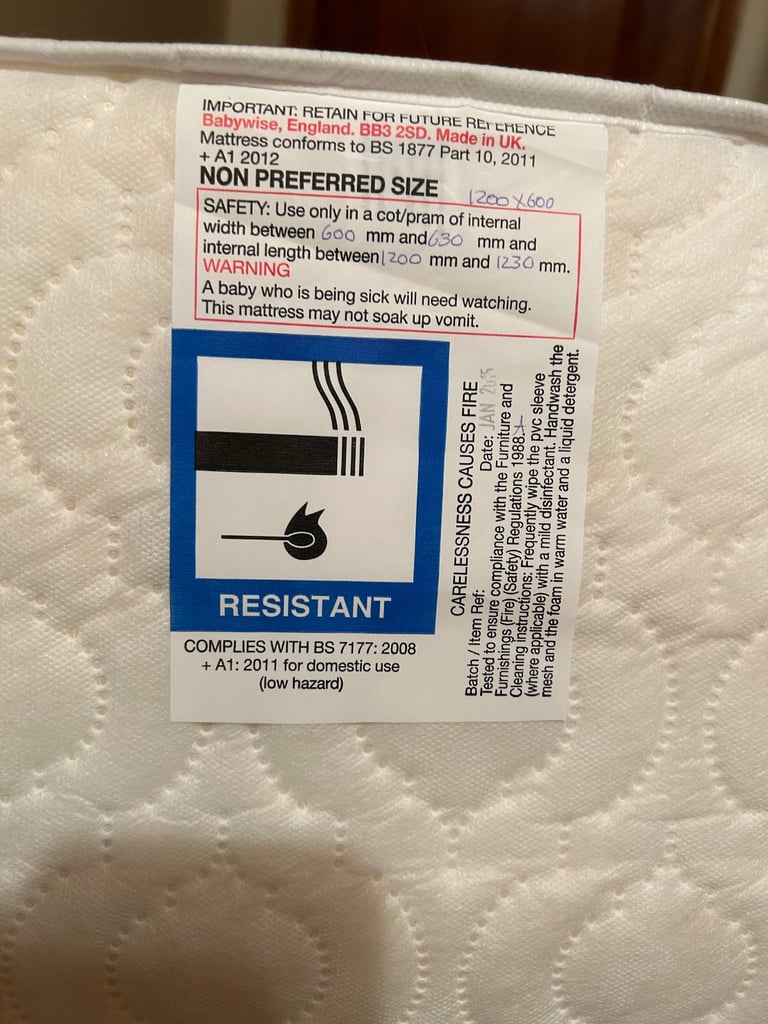 IMPORTANT: RETAIN FOR FUTURE REFERENCE
Babywise, England. BB3 2SD. Made in UK.
Mattress conforms to BS 1877 Part 10, 2011
+ A1 2012
NON PREFERRED SIZE 1200 X 600
SAFETY: Use only in a cot/pram of internal
width between 600 mm and 630 mm and
internal length between 1200 mm and 1230 mm.
WARNING
A baby who is being sick will need watching.
This mattress may not soak up vomit.
RESISTANT
COMPLIES WITH BS 7177: 2008
+ A1: 2011 for domestic use
(low hazard)
CARELESSNESS CAUSES FIRE
Batch / Item Ref: Date: JAN
Tested to ensure compliance with the Furniture and
Furnishings (Fire) (Safety) Regulations 1988
Cleaning instructions: Frequently wipe the pvc sleeve
(where applicable) with a mild disinfectant. Handwash the
mesh and the foam in warm water and a liquid detergent.